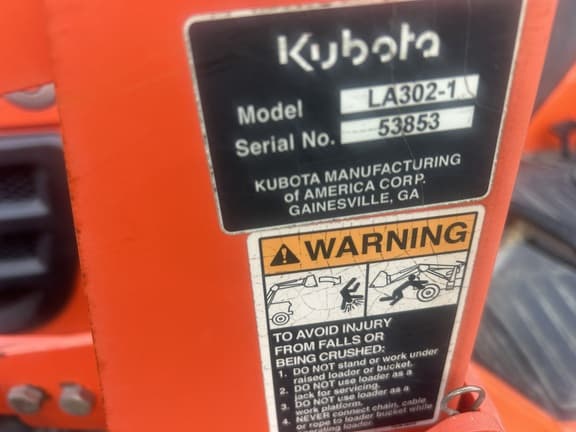 Kubota
Model LA302-1
Serial No. 53853
KUBOTA MANUFACTURING
of AMERICA CORP.
GAINESVILLE, GA
WARNING
TO AVOID INJURY
FROM FALLS OR
BEING CRUSHED:
1. DO NOT stand or work under
raised loader or bucket.
2. DO NOT use loader as a
jack for servicing.
3. DO NOT use loader as a
work platform.
4. NEVER connect chain, cable
or rope to loader bucket while
operating loader.